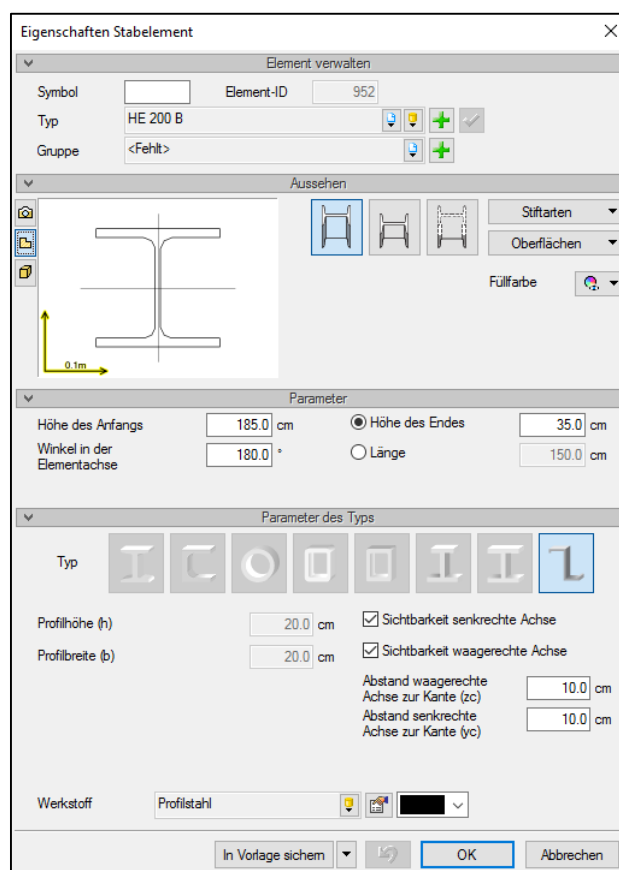 Eigenschaften Stabelement
Element verwalten
Symbol Element-ID 952
Typ HE 200 B
Gruppe <Fehlt>
Aussehen
Stiftarten
Oberflächen
Füllfarbe
0.1m
Parameter
Höhe des Anfangs 185.0 cm Höhe des Endes 35.0 cm
Winkel in der
Elementachse 180.0 ° Länge 150.0 cm
Parameter des Typs
Typ
Profilhöhe (h) 20.0 cm Sichtbarkeit senkrechte Achse
Profilbreite (b) 20.0 cm Sichtbarkeit waagerechte Achse
Abstand waagerechte
Achse zur Kante (zc) 10.0 cm
Abstand senkrechte
Achse zur Kante (yc) 10.0 cm
Werkstoff Profilstahl
In Vorlage sichern OK Abbrechen